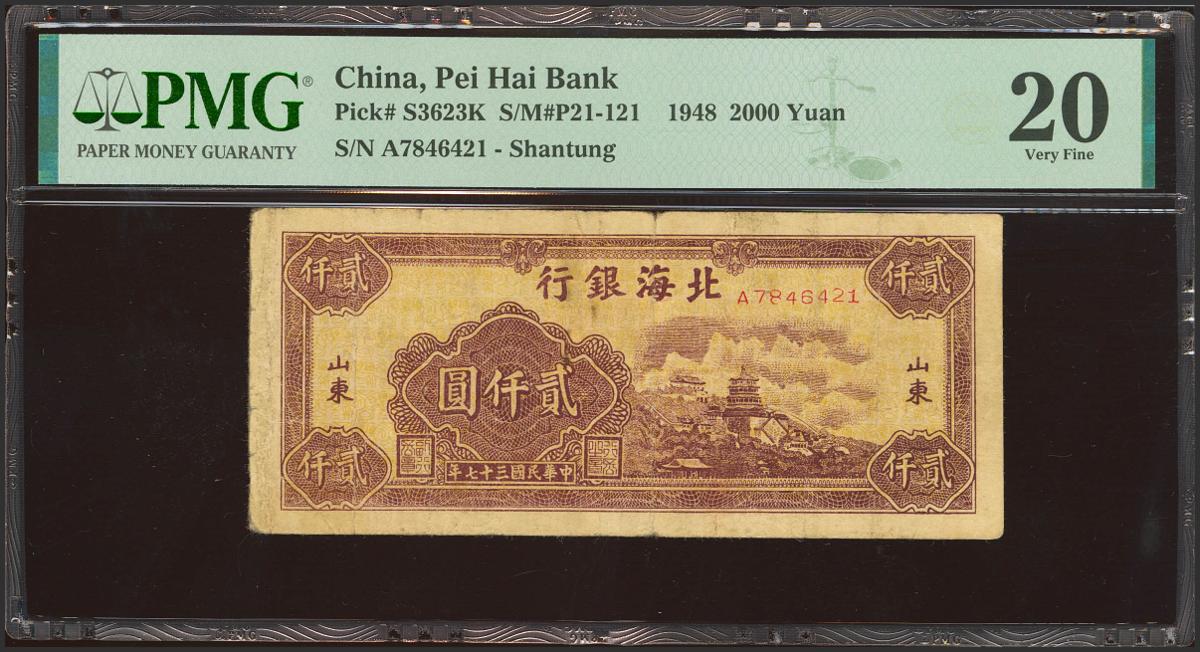 PMG®
PAPER MONEY GUARANTY
China, Pei Hai Bank
Pick# S3623K S/M#P21-121 1948 2000 Yuan
S/N A7846421 - Shantung
20
Very Fine
貳仟
貳仟
北海銀行
A7846421
山東
山東
貳仟圓
中華民國三十七年
貳仟
貳仟